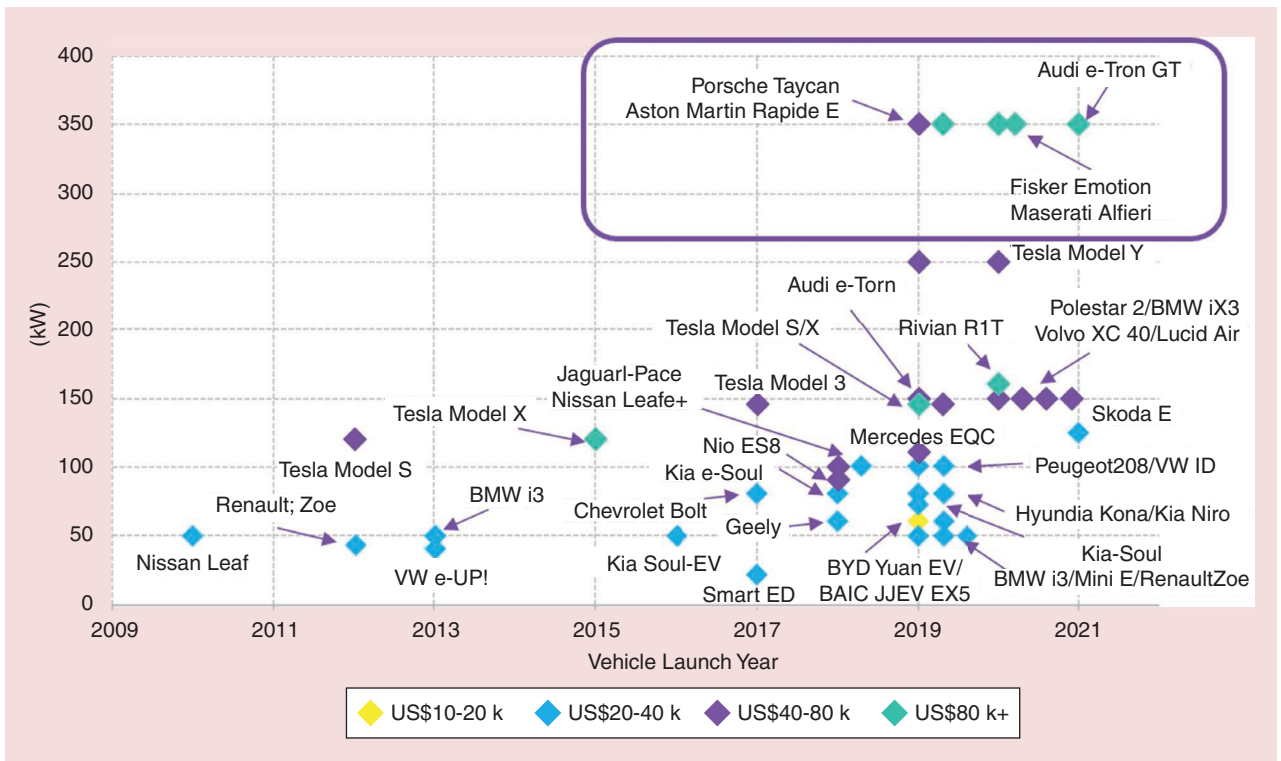 400
350
300
250
200
150
100
50
0
(kW)
Porsche Taycan
Aston Martin Rapide E
Audi e-Tron GT
Fisker Emotion
Maserati Alfieri
Tesla Model Y
Audi e-Torn
Polestar 2/BMW iX3
Volvo XC 40/Lucid Air
Tesla Model S/X
Rivian R1T
Jaguarl-Pace
Nissan Leafe+
Tesla Model 3
Tesla Model X
Skoda E
Tesla Model S
Nio ES8
Mercedes EQC
Peugeot208/VW ID
Kia e-Soul
Renault; Zoe
BMW i3
Chevrolet Bolt
Geely
Hyundia Kona/Kia Niro
Nissan Leaf
VW e-UP!
Kia Soul-EV
Smart ED
BYD Yuan EV/
BAIC JJEV EX5
Kia-Soul
BMW i3/Mini E/RenaultZoe
2009 2011 2013 2015 2017 2019 2021
Vehicle Launch Year
US$10-20 k US$20-40 k US$40-80 k US$80 k+